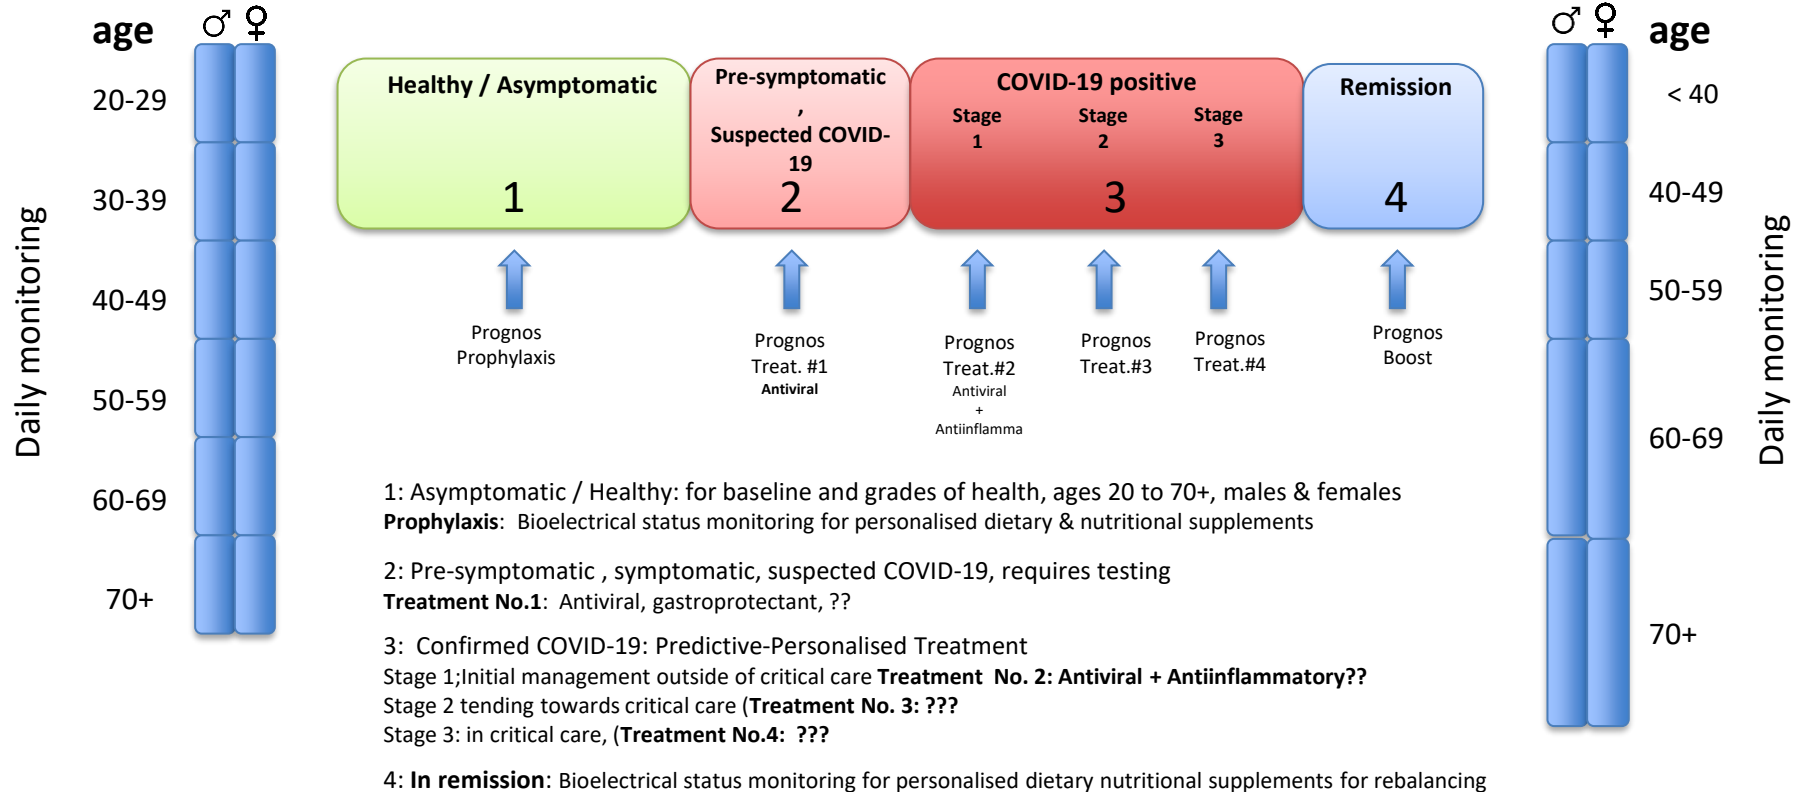 age
♂ ♀
20-29
30-39
40-49
50-59
60-69
70+
Daily monitoring
Healthy / Asymptomatic
1
Pre-symptomatic
,
Suspected COVID-
19
2
COVID-19 positive
Stage
1
Stage
2
Stage
3
3
Remission
4
Prognos
Prophylaxis
Prognos
Treat. #1
Antiviral
Prognos
Treat.#2
Antiviral
+
Antiinflamma
Prognos
Treat.#3
Prognos
Treat.#4
Prognos
Boost
♂ ♀
age
< 40
40-49
50-59
60-69
70+
Daily monitoring
1: Asymptomatic / Healthy: for baseline and grades of health, ages 20 to 70+, males & females
Prophylaxis:  Bioelectrical status monitoring for personalised dietary & nutritional supplements
2: Pre-symptomatic , symptomatic, suspected COVID-19, requires testing
Treatment No.1:  Antiviral, gastroprotectant, ??
3:  Confirmed COVID-19: Predictive-Personalised Treatment
Stage 1;Initial management outside of critical care Treatment  No. 2: Antiviral + Antiinflammatory??
Stage 2 tending towards critical care (Treatment No. 3: ???
Stage 3: in critical care, (Treatment No.4:  ???
4: In remission: Bioelectrical status monitoring for personalised dietary nutritional supplements for rebalancing